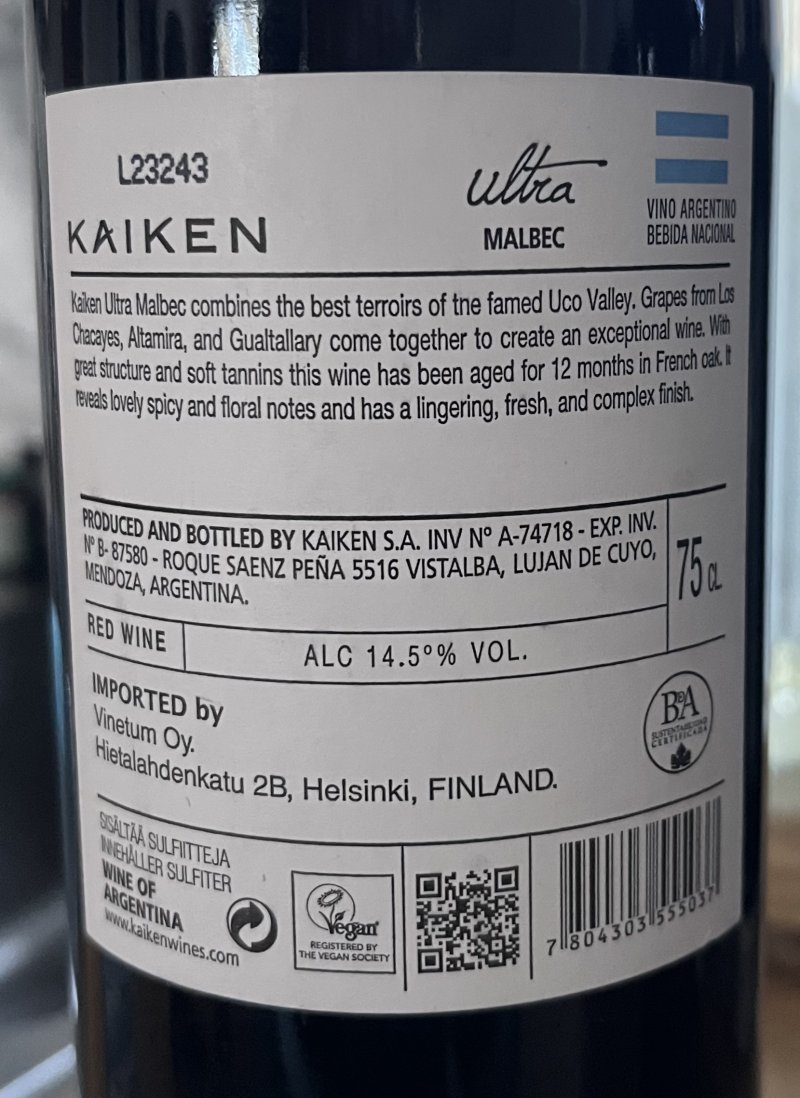 L23243
KAIKEN
ultra
MALBEC
VINO ARGENTINO
BEBIDA NACIONAL
Kaiken Ultra Malbec combines the best terroirs of the famed Uco Valley. Grapes from Los
Chacayes, Altamira, and Gualtallary come together to create an exceptional wine. With
great structure and soft tannins this wine has been aged for 12 months in French oak. It
reveals lovely spicy and floral notes and has a lingering, fresh, and complex finish.
PRODUCED AND BOTTLED BY KAIKEN S.A. INV Nº A-74718 - EXP. INV.
Nº B- 87580 - ROQUE SAENZ PEÑA 5516 VISTALBA, LUJAN DE CUYO,
MENDOZA, ARGENTINA.
75 CL
RED WINE
ALC 14.5º% VOL.
IMPORTED by
Vinetum Oy.
Hietalahdenkatu 2B, Helsinki, FINLAND.
BdA
SUSTENTABILIDAD
CERTIFICADA
SISÄLTÄÄ SULFIITTEJA
INNEHÅLLER SULFITER
WINE OF
ARGENTINA
www.kaikenwines.com
Vegan
REGISTERED BY
THE VEGAN SOCIETY
7 804303 555037